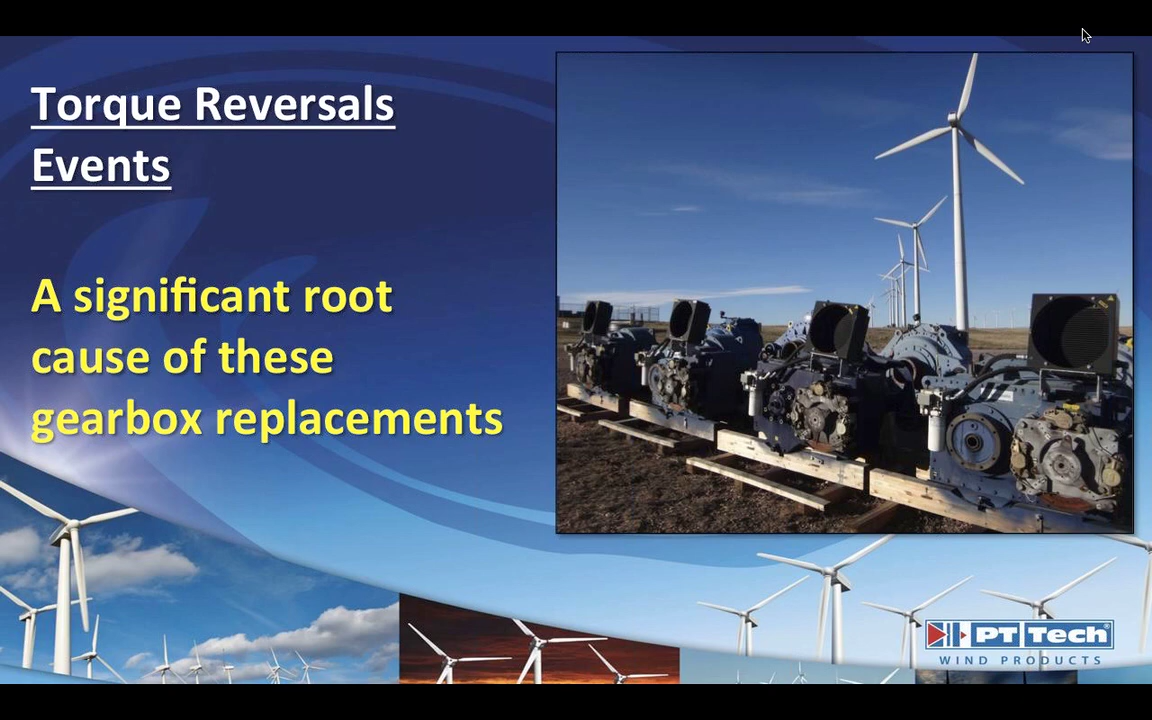 Torque Reversals
Events
A significant root
cause of these
gearbox replacements
PT Tech®
WIND PRODUCTS